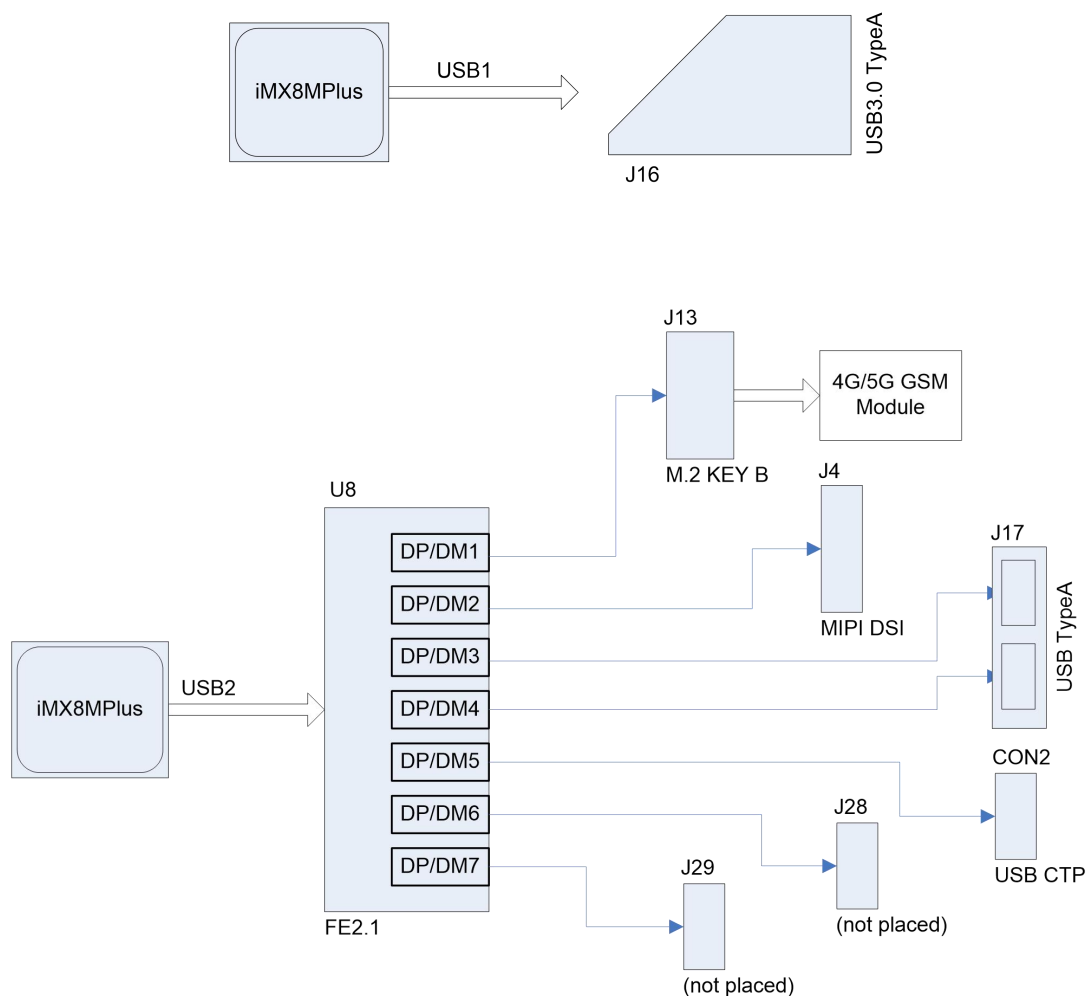 iMX8MPlus
USB1
USB3.0 TypeA
J16
J13
4G/5G GSM
Module
M.2 KEY B
J4
U8
J17
DP/DM1
DP/DM2
MIPI DSI
USB TypeA
DP/DM3
iMX8MPlus
USB2
DP/DM4
DP/DM5
CON2
DP/DM6
J28
DP/DM7
J29
USB CTP
FE2.1
(not placed)
(not placed)